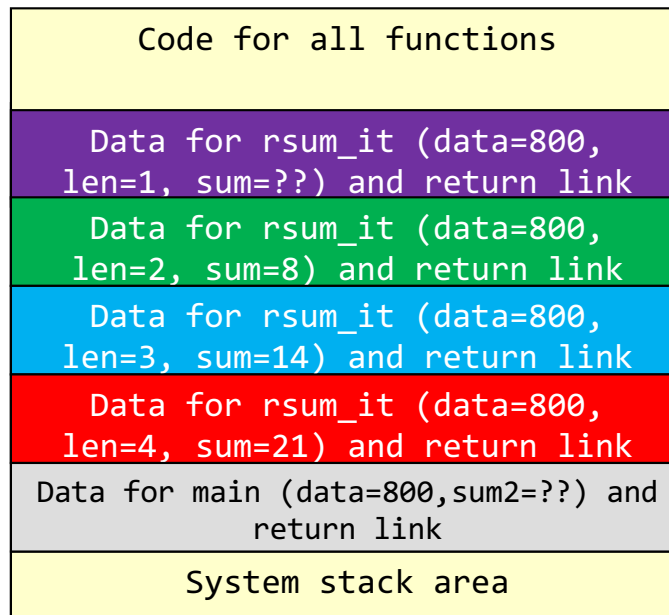 Code for all functions
Data for rsum_it (data=800,
len=1, sum=??) and return link
Data for rsum_it (data=800,
len=2, sum=8) and return link
Data for rsum_it (data=800,
len=3, sum=14) and return link
Data for rsum_it (data=800,
len=4, sum=21) and return link
Data for main (data=800,sum2=??) and
return link
System stack area